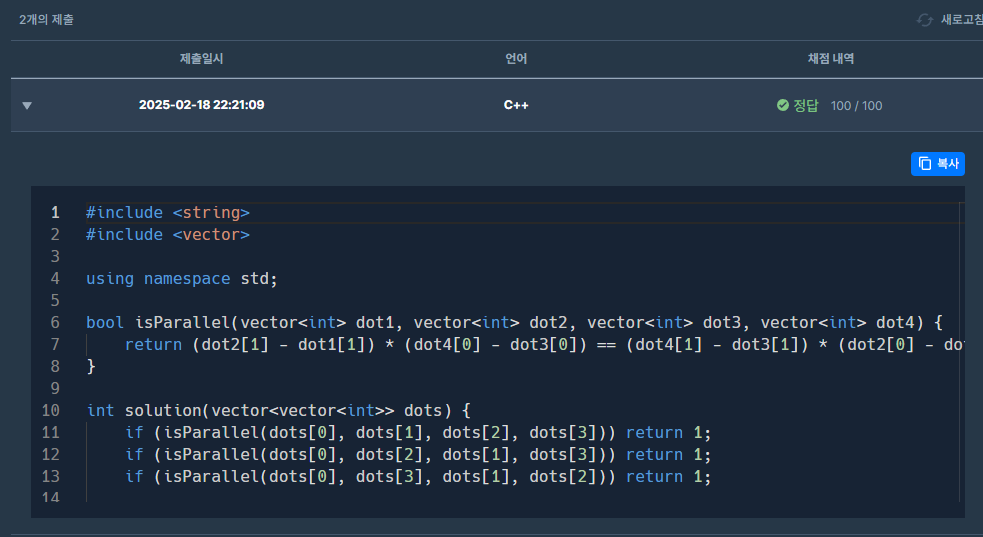 2개의 제출
새로고침
제출일시 언어 채점 내역
2025-02-18 22:21:09 C++ 정답 100 / 100
복사
1 #include <string>
2 #include <vector>
3
4 using namespace std;
5
6 bool isParallel(vector<int> dot1, vector<int> dot2, vector<int> dot3, vector<int> dot4) {
7 return (dot2[1] - dot1[1]) * (dot4[0] - dot3[0]) == (dot4[1] - dot3[1]) * (dot2[0] - do
8 }
9
10 int solution(vector<vector<int>> dots) {
11 if (isParallel(dots[0], dots[1], dots[2], dots[3])) return 1;
12 if (isParallel(dots[0], dots[2], dots[1], dots[3])) return 1;
13 if (isParallel(dots[0], dots[3], dots[1], dots[2])) return 1;
14